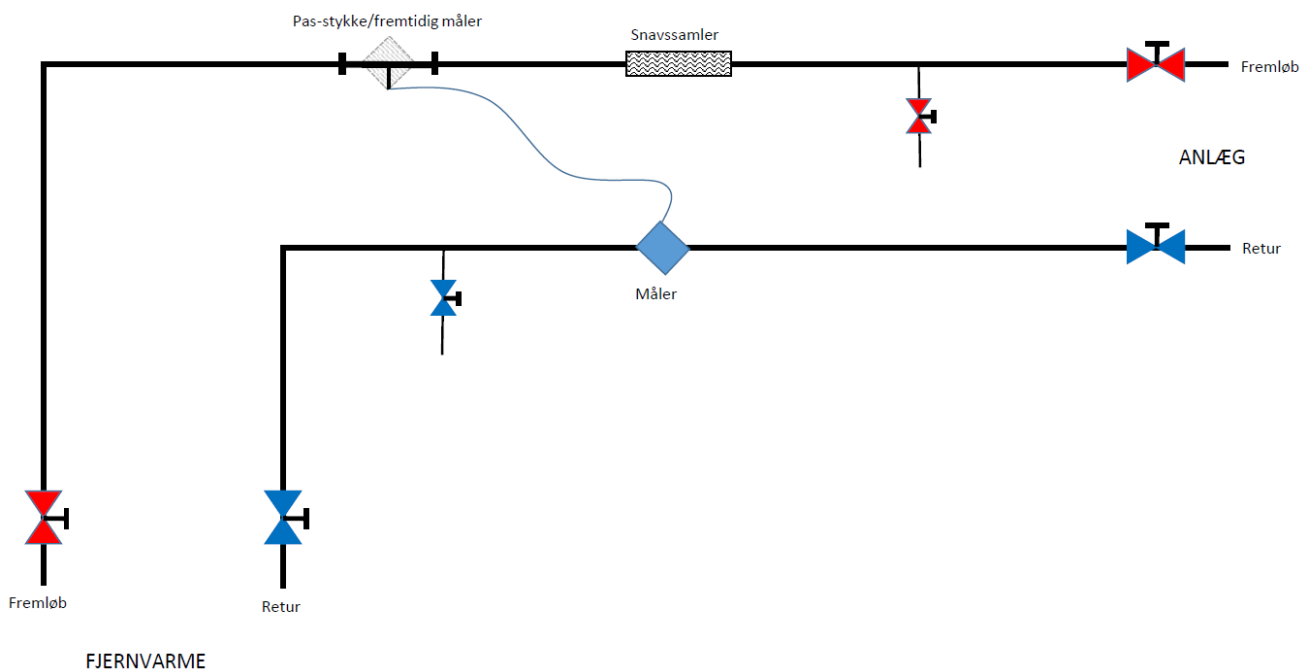 Pas-stykke/fremtidig måler
Snavssamler
Fremløb
ANLÆG
Retur
Måler
Fremløb
Retur
FJERNVARME